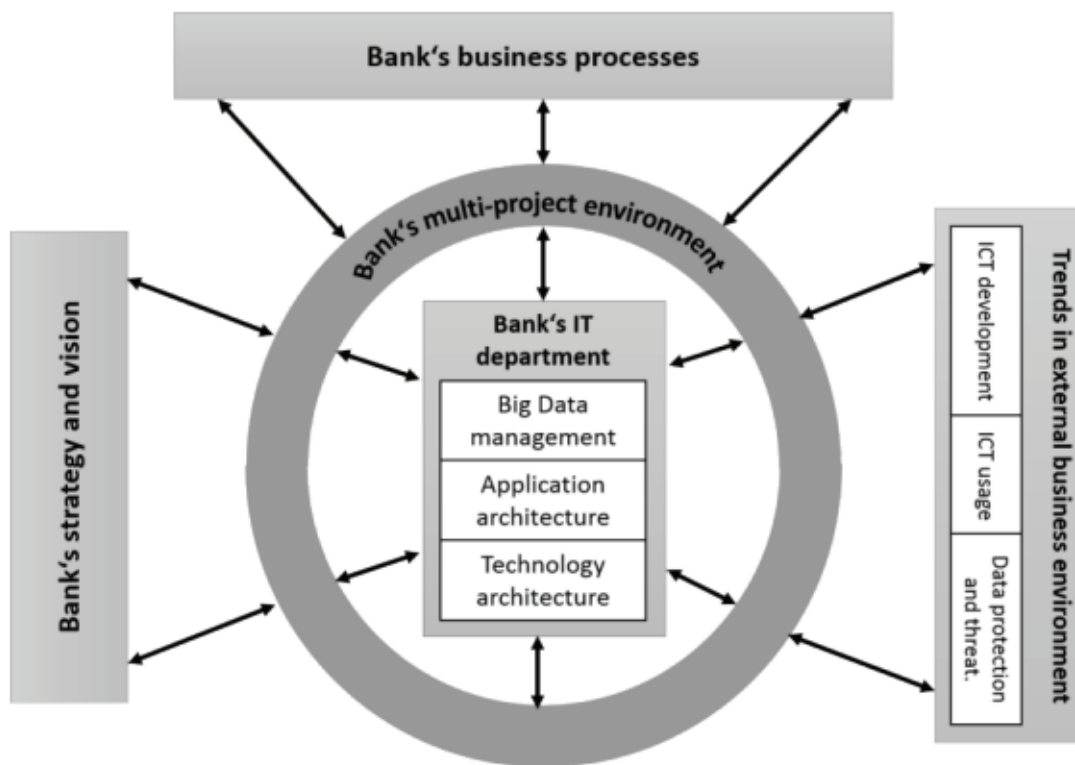 Bank‘s business processes
Bank‘s multi-project environment
Bank‘s strategy and vision
Bank‘s IT
department
Big Data
management
Application
architecture
Technology
architecture
Trends in external business environment
ICT development
ICT usage
Data protection
and threat.